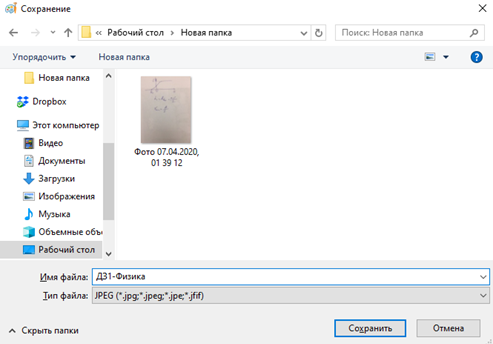 Сохранение
« Рабочий стол > Новая папка
Поиск: Новая папка
Упорядочить
Новая папка
Новая папка
Dropbox
Этот компьютер
Видео
Документы
Загрузки
Изображения
Музыка
Объемные объ
Рабочий стол
Фото 07.04.2020,
01 39 12
Имя файла: ДЗ1-Физика
Тип файла: JPEG (*.jpg;*.jpeg;*.jpe;*.jfif)
Скрыть папки
Сохранить
Отмена